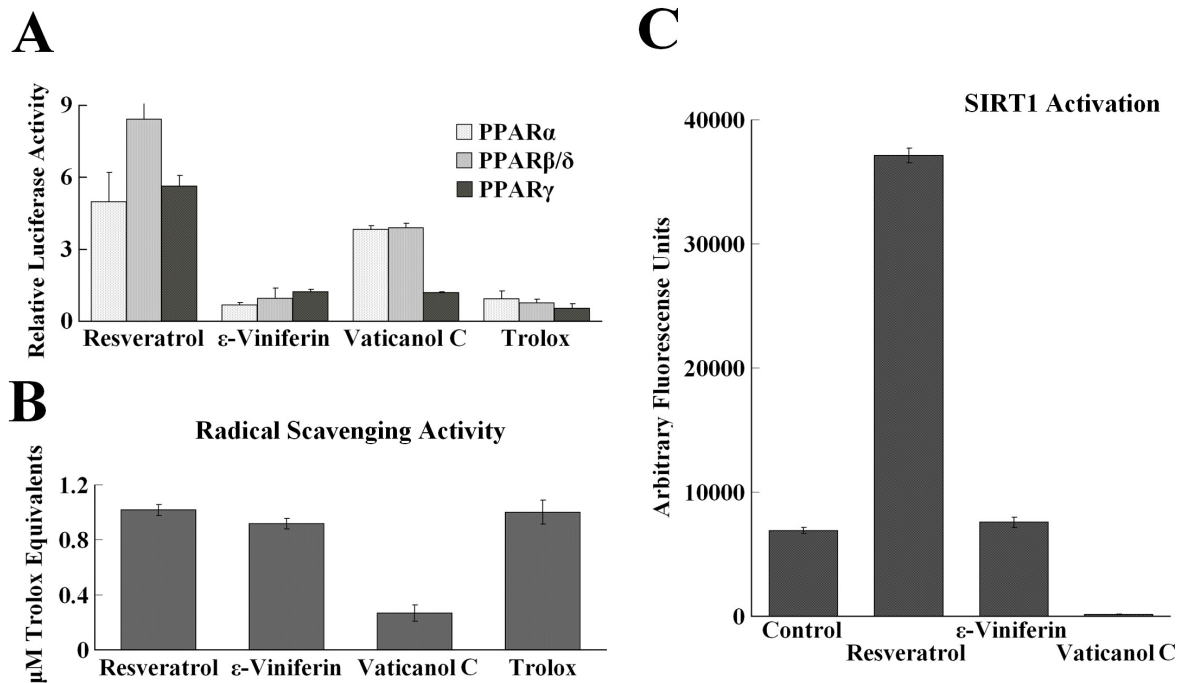 A
Relative Luciferase Activity
9
6
3
0
PPARα
PPARβ/δ
PPARγ
Resveratrol ε-Viniferin Vaticanol C Trolox
B
Radical Scavenging Activity
µM Trolox Equivalents
1.2
0.8
0.4
0
Resveratrol ε-Viniferin Vaticanol C Trolox
C
SIRT1 Activation
Arbitrary Fluorescense Units
40000
30000
20000
10000
0
Control ε-Viniferin
Resveratrol Vaticanol C